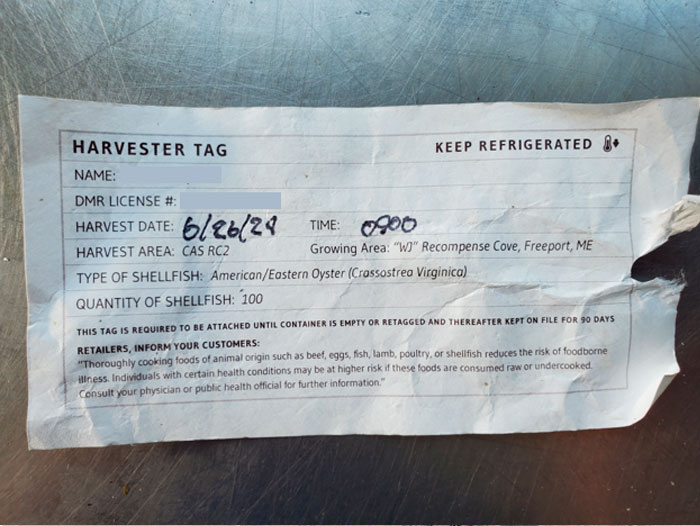 HARVESTER TAG KEEP REFRIGERATED
NAME:
DMR LICENSE #:
HARVEST DATE: 6/26/24 TIME: 0900
HARVEST AREA: CAS RC2 Growing Area: "WJ" Recompense Cove, Freeport, ME
TYPE OF SHELLFISH: American/Eastern Oyster (Crassostrea Virginica)
QUANTITY OF SHELLFISH: 100
THIS TAG IS REQUIRED TO BE ATTACHED UNTIL CONTAINER IS EMPTY OR RETAGGED AND THEREAFTER KEPT ON FILE FOR 90 DAYS
RETAILERS, INFORM YOUR CUSTOMERS:
"Thoroughly cooking foods of animal origin such as beef, eggs, fish, lamb, poultry, or shellfish reduces the risk of foodborne
illness. Individuals with certain health conditions may be at higher risk if these foods are consumed raw or undercooked.
Consult your physician or public health official for further information."